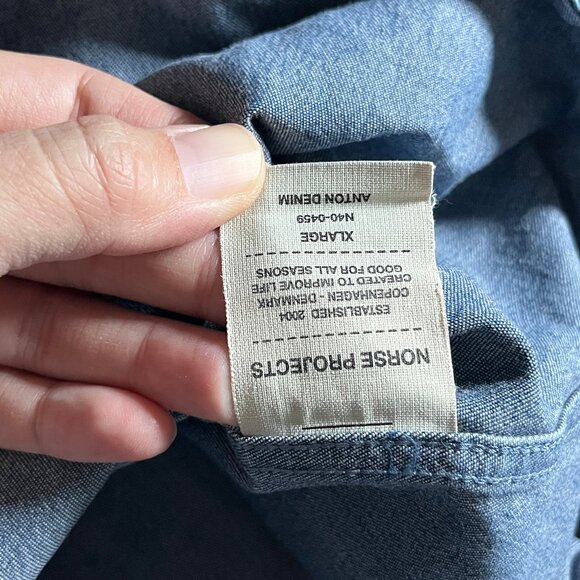 NORSE PROJECTS
ESTABLISHED 2004
COPENHAGEN - DENMARK
CREATED TO IMPROVE LIFE
GOOD FOR ALL SEASONS
XLARGE
N40-0459
ANTON DENIM